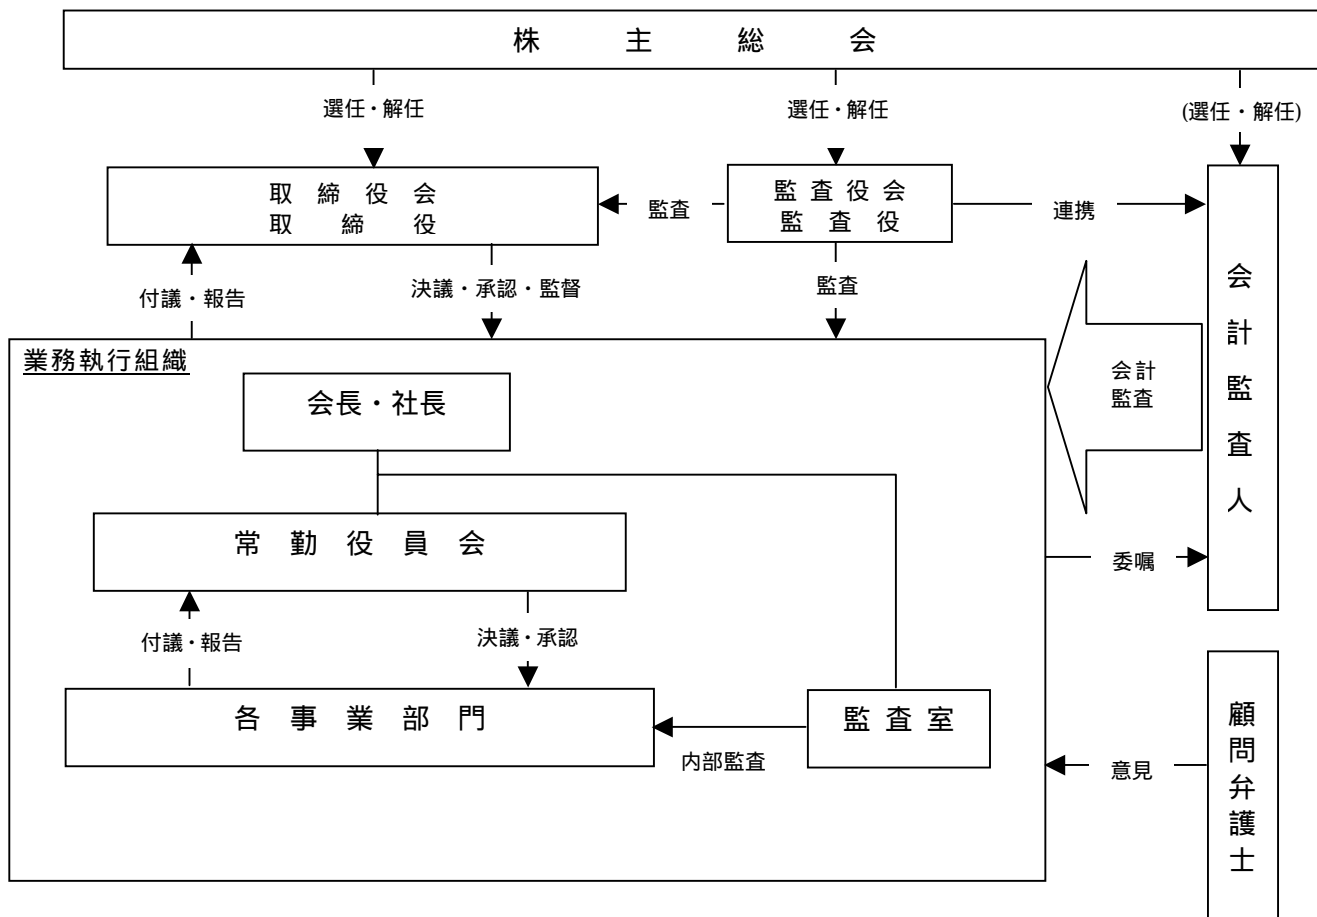 株主総会
選任・解任
選任・解任
(選任・解任)
取締役会
取締役
監査
監査役会
監査役
連携
会計監査人
付議・報告
決議・承認・監督
監査
業務執行組織
会長・社長
会計
監査
常勤役員会
委嘱
付議・報告
決議・承認
各事業部門
監査室
内部監査
意見
顧問弁護士